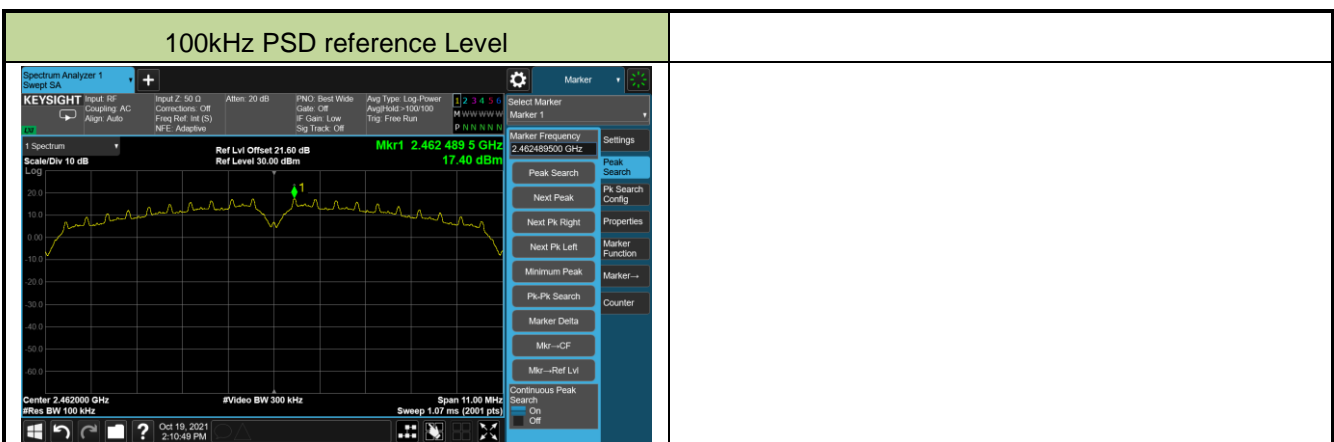 100kHz PSD reference Level
Spectrum Analyzer 1
Swept SA
+
Marker
KEYSIGHT
Input: RF
Coupling: AC
Align: Auto
Input Z: 50 Ω
Corrections: Off
Freq Ref: Int (S)
NFE: Adaptive
Atten: 20 dB
PNO: Best Wide
Gate: Off
IF Gain: Low
Sig Track: Off
Avg Type: Log-Power
Avg|Hold:>100/100
Trig: Free Run
1 2 3 4 5 6
M W W W W W
P N N N N N
Select Marker
Marker 1
1 Spectrum
Scale/Div 10 dB
Log
Ref Lvl Offset 21.60 dB
Ref Level 30.00 dBm
Mkr1 2.462 489 5 GHz
17.40 dBm
1
20.0
10.0
0.00
-10.0
-20.0
-30.0
-40.0
-50.0
-60.0
Center 2.462000 GHz
#Res BW 100 kHz
#Video BW 300 kHz
Span 11.00 MHz
Sweep 1.07 ms (2001 pts)
Marker Frequency
2.462489500 GHz
Peak Search
Next Peak
Next Pk Right
Next Pk Left
Minimum Peak
Pk-Pk Search
Marker Delta
Mkr→CF
Mkr→Ref Lvl
Continuous Peak
Search
On
Off
Settings
Peak
Search
Pk Search
Config
Properties
Marker
Function
Marker→
Counter
?
Oct 19, 2021
2:10:49 PM